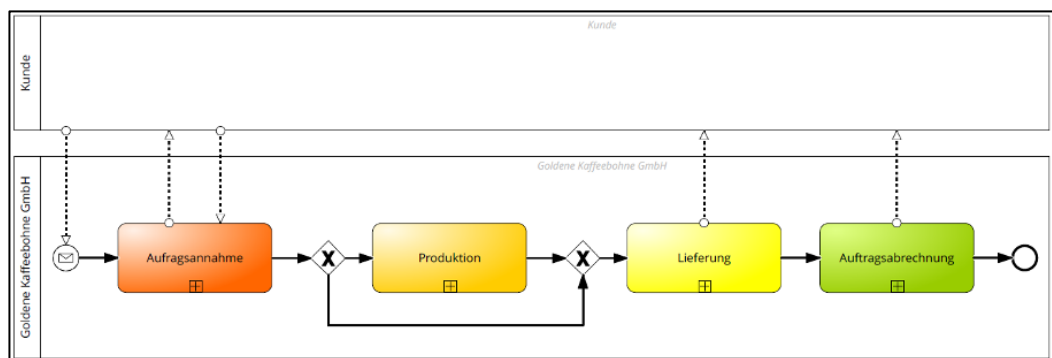 Kunde
Kunde
Goldene Kaffeebohne GmbH
Goldene Kaffeebohne GmbH
Aufragsannahme
Produktion
Lieferung
Auftragsabrechnung